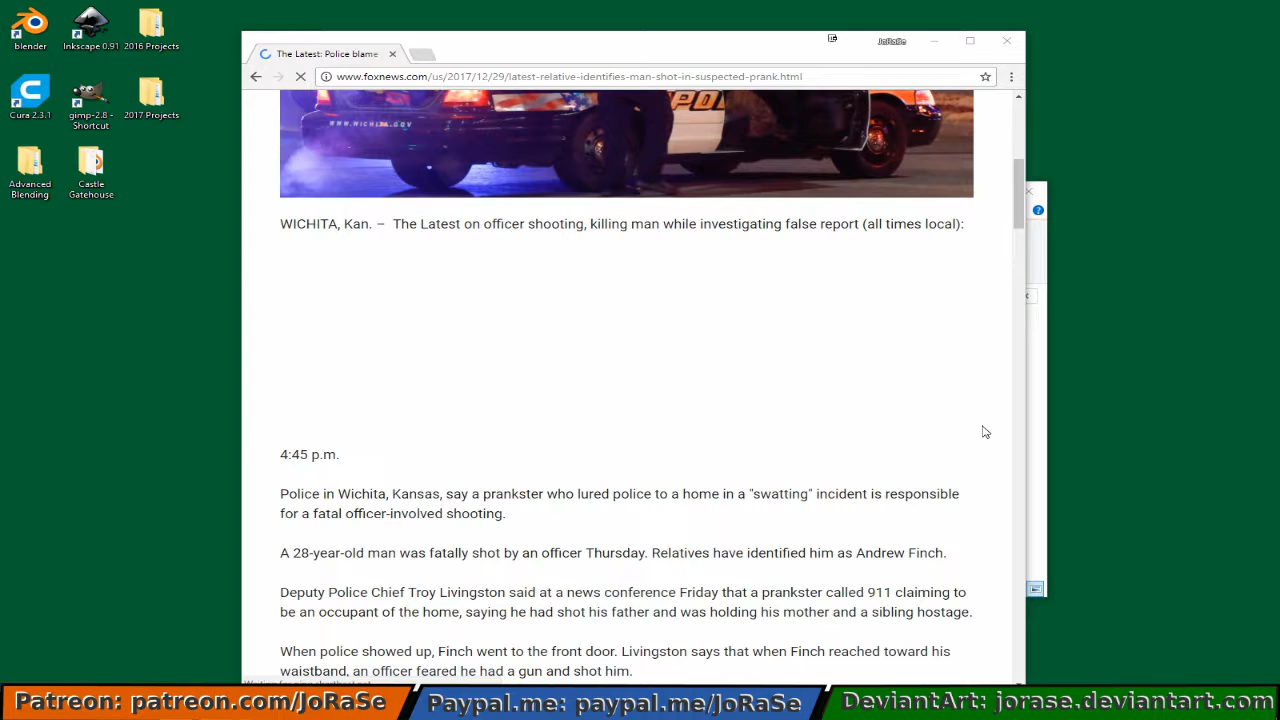 blender
Inkscape 0.91
2016 Projects
Cura 2.3.1
gimp-2.8 -
Shortcut
2017 Projects
Advanced
Blending
Castle
Gatehouse
The Latest: Police blame
JoRaSe
www.foxnews.com/us/2017/12/29/latest-relative-identifies-man-shot-in-suspected-prank.html
WWW.WICHITA.GOV
PO
WICHITA, Kan. – The Latest on officer shooting, killing man while investigating false report (all times local):
4:45 p.m.
Police in Wichita, Kansas, say a prankster who lured police to a home in a "swatting" incident is responsible
for a fatal officer-involved shooting.
A 28-year-old man was fatally shot by an officer Thursday. Relatives have identified him as Andrew Finch.
Deputy Police Chief Troy Livingston said at a news conference Friday that a prankster called 911 claiming to
be an occupant of the home, saying he had shot his father and was holding his mother and a sibling hostage.
When police showed up, Finch went to the front door. Livingston says that when Finch reached toward his
waistband, an officer feared he had a gun and shot him.
Patreon: patreon.com/JoRaSe
Paypal.me: paypal.me/JoRaSe
DeviantArt: jorase.deviantart.com